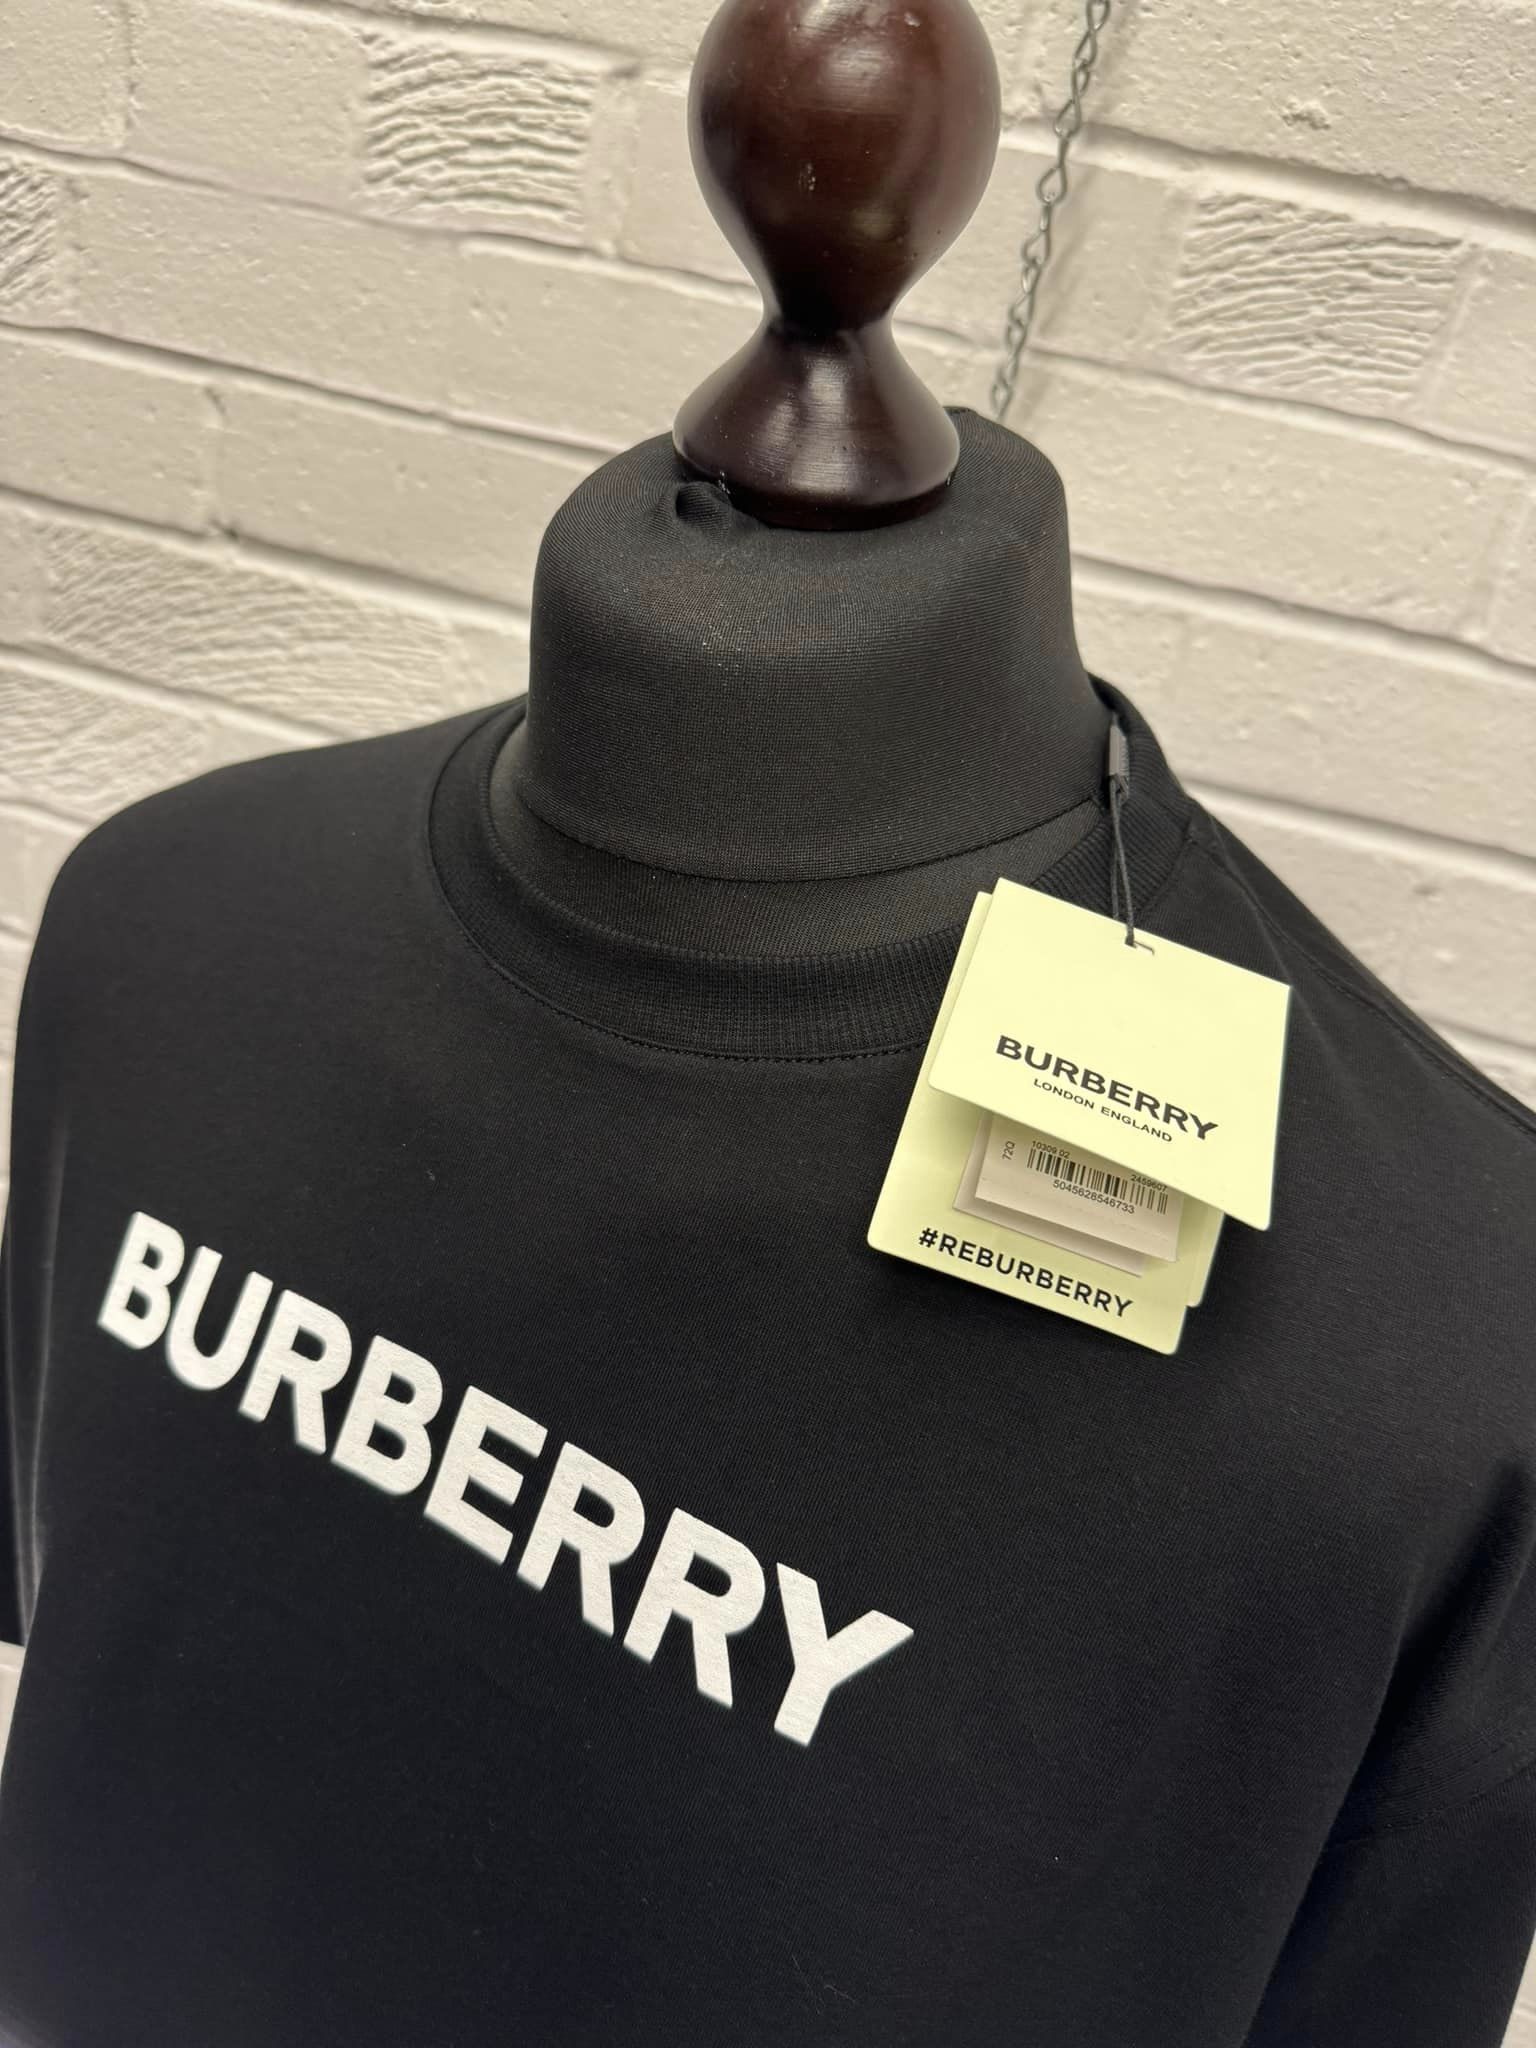 BURBERRY
LONDON ENGLAND
72Q
10309 02
2459607
5045628546733
#REBURBERRY
BURBERRY